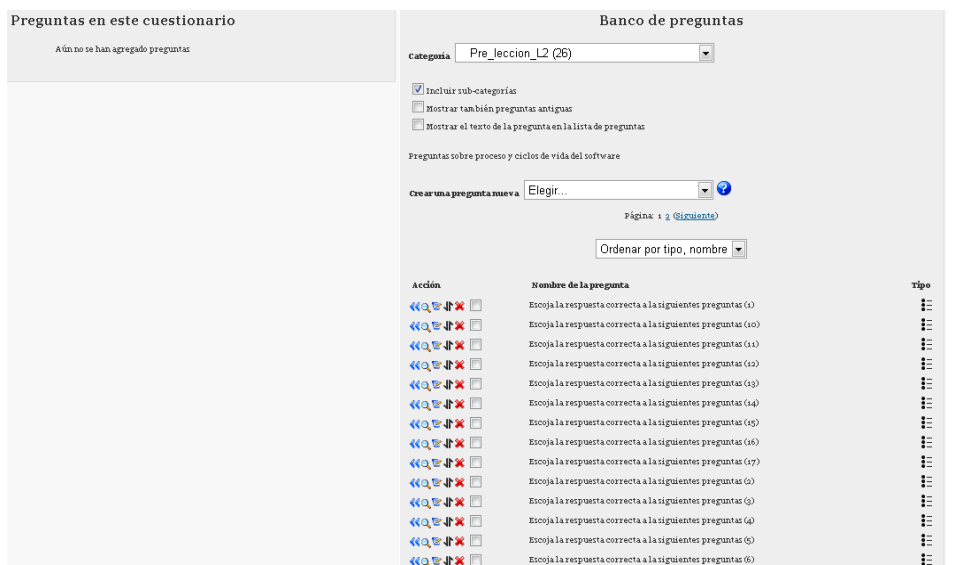 Preguntas en este cuestionario
Aún no se han agregado preguntas
Banco de preguntas
Categoría Pre_leccion_L2 (26)
Incluir sub-categorías
Mostrar también preguntas antiguas
Mostrar el texto de la pregunta en la lista de preguntas
Preguntas sobre proceso y ciclos de vida del software
Crear una pregunta nueva Elegir...
Página: 1 2 (Siguiente)
Ordenar por tipo, nombre
Acción Nombre de la pregunta Tipo
Escoja la respuesta correcta a la siguientes preguntas (1)
Escoja la respuesta correcta a la siguientes preguntas (10)
Escoja la respuesta correcta a la siguientes preguntas (11)
Escoja la respuesta correcta a la siguientes preguntas (12)
Escoja la respuesta correcta a la siguientes preguntas (13)
Escoja la respuesta correcta a la siguientes preguntas (14)
Escoja la respuesta correcta a la siguientes preguntas (15)
Escoja la respuesta correcta a la siguientes preguntas (16)
Escoja la respuesta correcta a la siguientes preguntas (17)
Escoja la respuesta correcta a la siguientes preguntas (2)
Escoja la respuesta correcta a la siguientes preguntas (3)
Escoja la respuesta correcta a la siguientes preguntas (4)
Escoja la respuesta correcta a la siguientes preguntas (5)
Escoja la respuesta correcta a la siguientes preguntas (6)